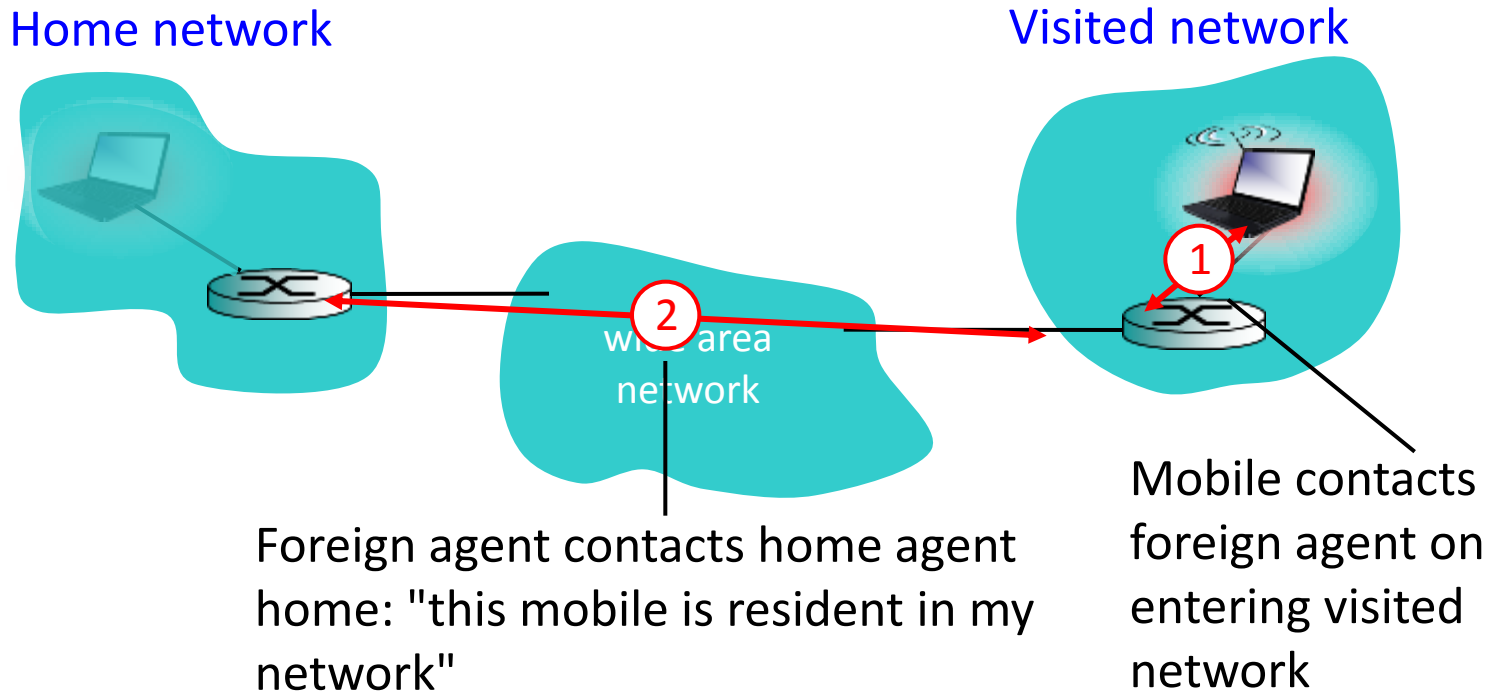 Home network
Visited network
1
2
wide area
network
Foreign agent contacts home agent
home: "this mobile is resident in my
network"
Mobile contacts
foreign agent on
entering visited
network